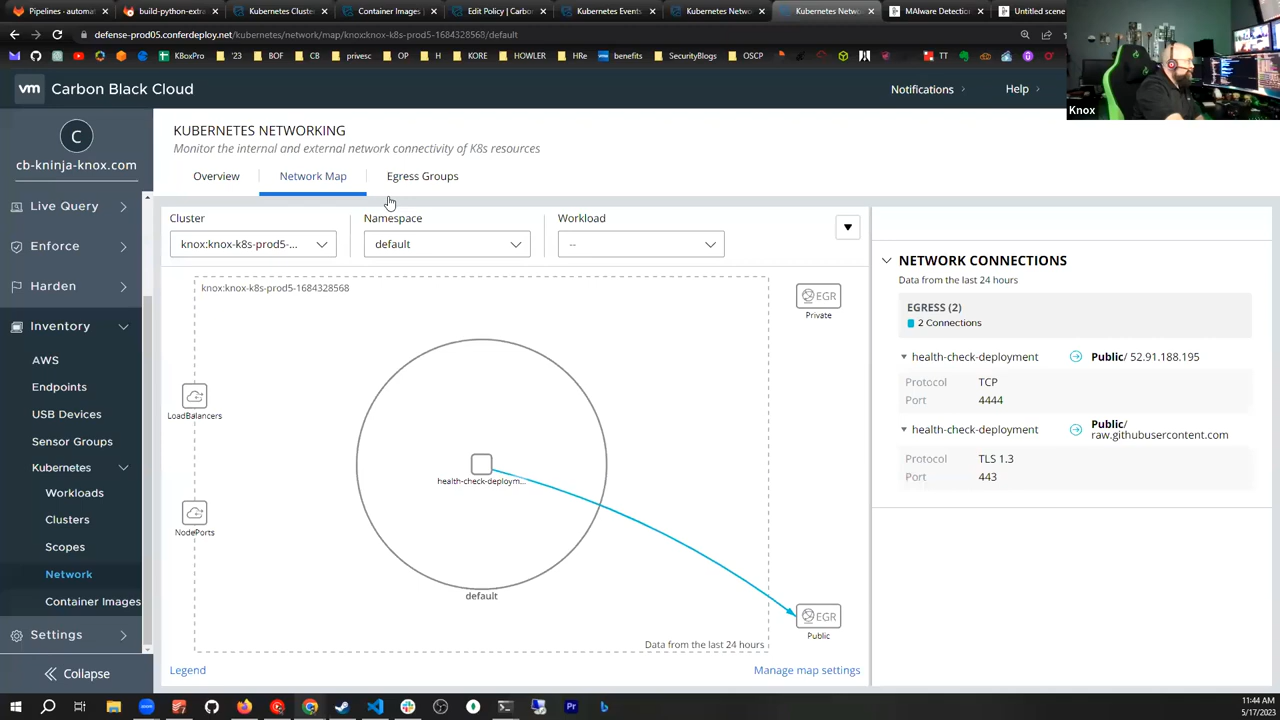 Pipelines - automat
build-python-extra
Kubernetes Cluster
Container Images |
Edit Policy | Carbon
Kubernetes Events
Kubernetes Netwo
Kubernetes Netwo
MAlware Detection
Untitled scene
defense-prod05.conferdeploy.net/kubernetes/network/map/knox:knox-k8s-prod5-1684328568/default
KBoxPro
'23
BOF
CB
privesc
OP
H
KORE
HOWLER
HRe
vm benefits
SecurityBlogs
OSCP
TT
vm Carbon Black Cloud
Notifications
Help
Knox
C
cb-kninja-knox.com
Live Query
Enforce
Harden
Inventory
AWS
Endpoints
USB Devices
Sensor Groups
Kubernetes
Workloads
Clusters
Scopes
Network
Container Images
Settings
Collapse
KUBERNETES NETWORKING
Monitor the internal and external network connectivity of K8s resources
Overview
Network Map
Egress Groups
Cluster
Namespace
Workload
knox:knox-k8s-prod5-...
default
--
knox:knox-k8s-prod5-1684328568
EGR
Private
LoadBalancers
health-check-deploym...
NodePorts
default
EGR
Public
Data from the last 24 hours
Legend
Manage map settings
NETWORK CONNECTIONS
Data from the last 24 hours
EGRESS (2)
2 Connections
health-check-deployment
Public/ 52.91.188.195
Protocol TCP
Port 4444
health-check-deployment
Public/
raw.githubusercontent.com
Protocol TLS 1.3
Port 443
Pr
11:44 AM
5/17/2023